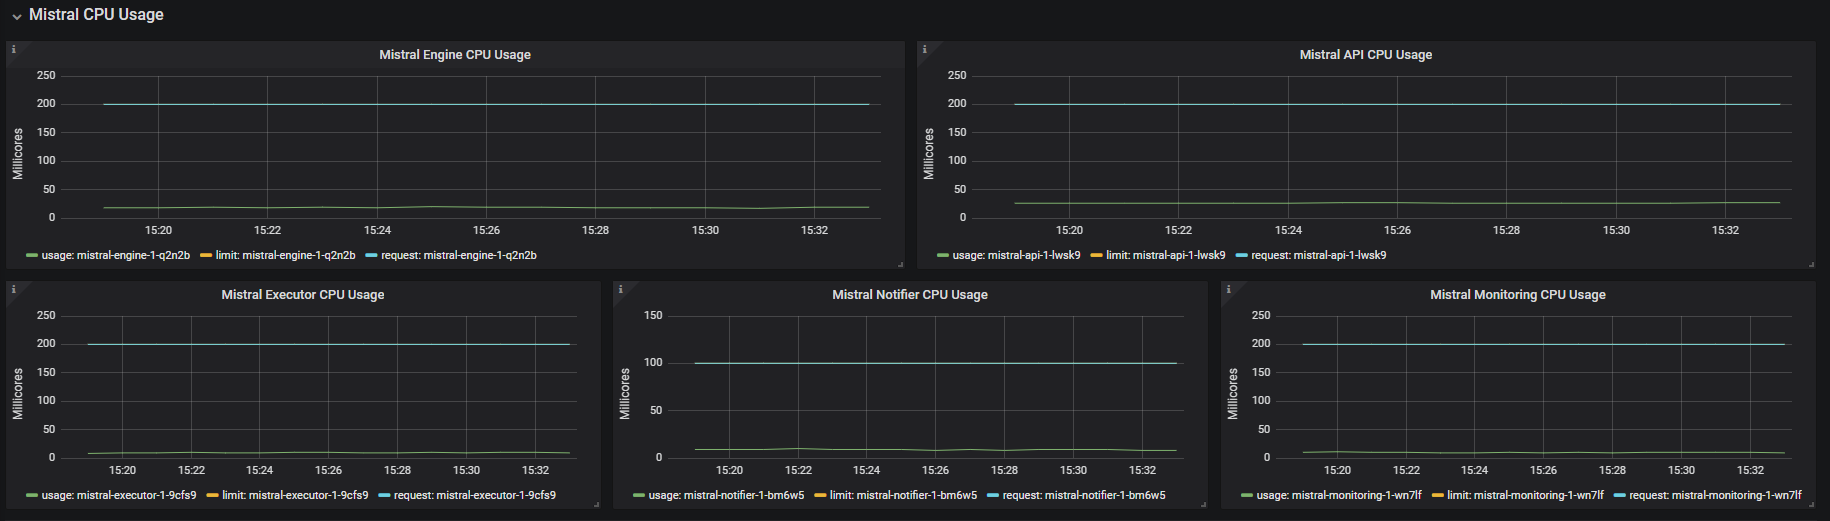 Mistral CPU Usage
Mistral Engine CPU Usage
250
200
150
100
50
0
Millicores
15:20 15:22 15:24 15:26 15:28 15:30 15:32
usage: mistral-engine-1-q2n2b limit: mistral-engine-1-q2n2b request: mistral-engine-1-q2n2b
Mistral API CPU Usage
250
200
150
100
50
0
Millicores
15:20 15:22 15:24 15:26 15:28 15:30 15:32
usage: mistral-api-1-lwsk9 limit: mistral-api-1-lwsk9 request: mistral-api-1-lwsk9
Mistral Executor CPU Usage
250
200
150
100
50
0
Millicores
15:20 15:22 15:24 15:26 15:28 15:30 15:32
usage: mistral-executor-1-9cfs9 limit: mistral-executor-1-9cfs9 request: mistral-executor-1-9cfs9
Mistral Notifier CPU Usage
150
100
50
0
Millicores
15:20 15:22 15:24 15:26 15:28 15:30 15:32
usage: mistral-notifier-1-bm6w5 limit: mistral-notifier-1-bm6w5 request: mistral-notifier-1-bm6w5
Mistral Monitoring CPU Usage
250
200
150
100
50
0
Millicores
15:20 15:22 15:24 15:26 15:28 15:30 15:32
usage: mistral-monitoring-1-wn7lf limit: mistral-monitoring-1-wn7lf request: mistral-monitoring-1-wn7lf